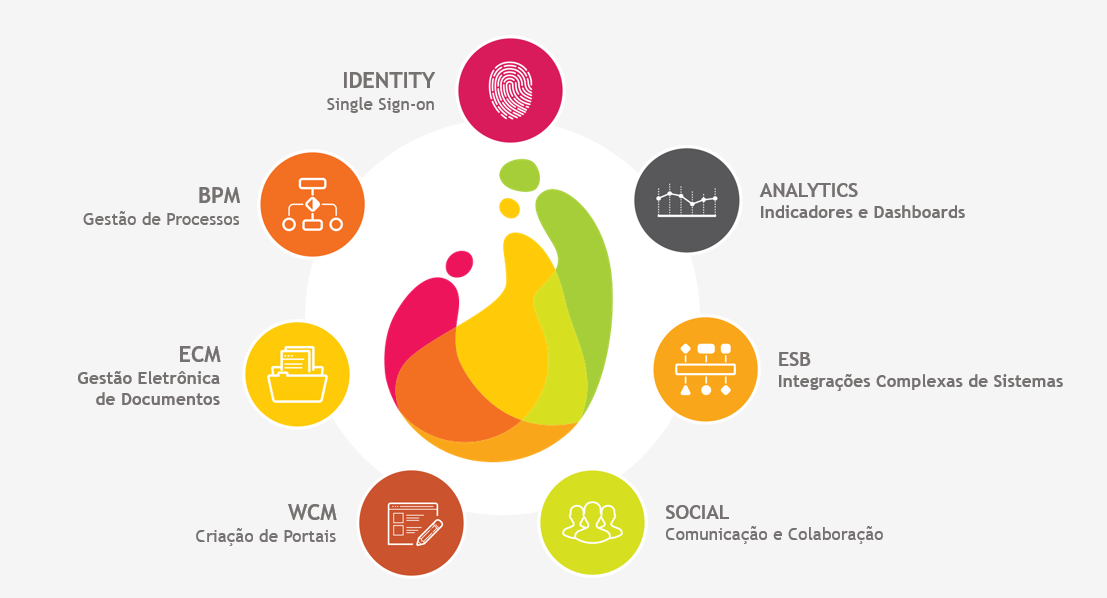 IDENTITY
Single Sign-on
BPM
Gestão de Processos
ANALYTICS
Indicadores e Dashboards
ECM
Gestão Eletrônica
de Documentos
ESB
Integrações Complexas de Sistemas
WCM
Criação de Portais
SOCIAL
Comunicação e Colaboração